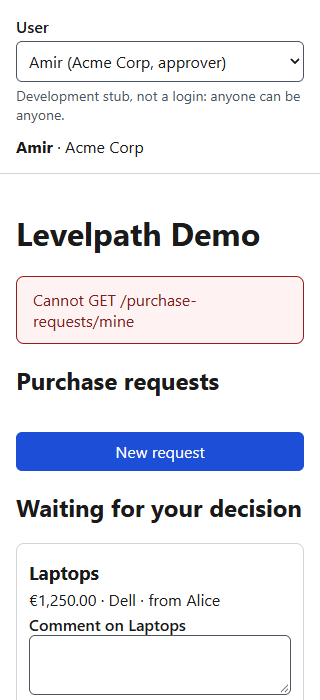 User
Amir (Acme Corp, approver)
Development stub, not a login: anyone can be
anyone.
Amir · Acme Corp
Levelpath Demo
Cannot GET /purchase-
requests/mine
Purchase requests
New request
Waiting for your decision
Laptops
€1,250.00 · Dell · from Alice
Comment on Laptops